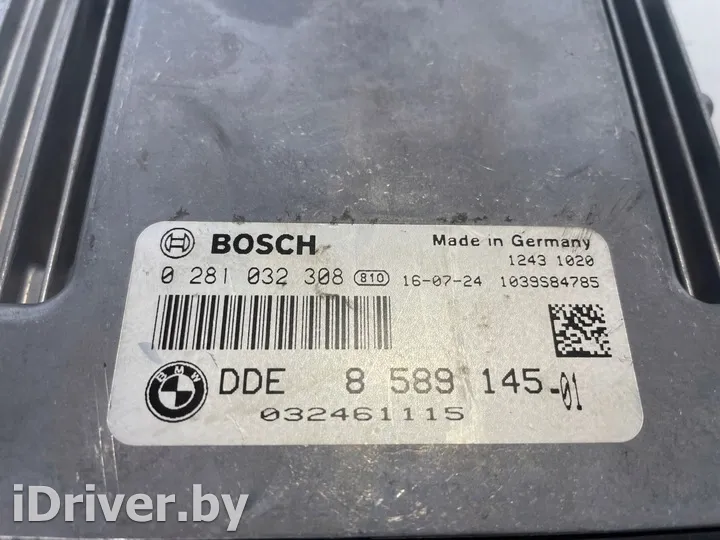 BOSCH Made in Germany
1243 1020
0 281 032 308 810 16-07-24 1039S84785
BMW DDE 8 589 145-01
032461115
iDriver.by